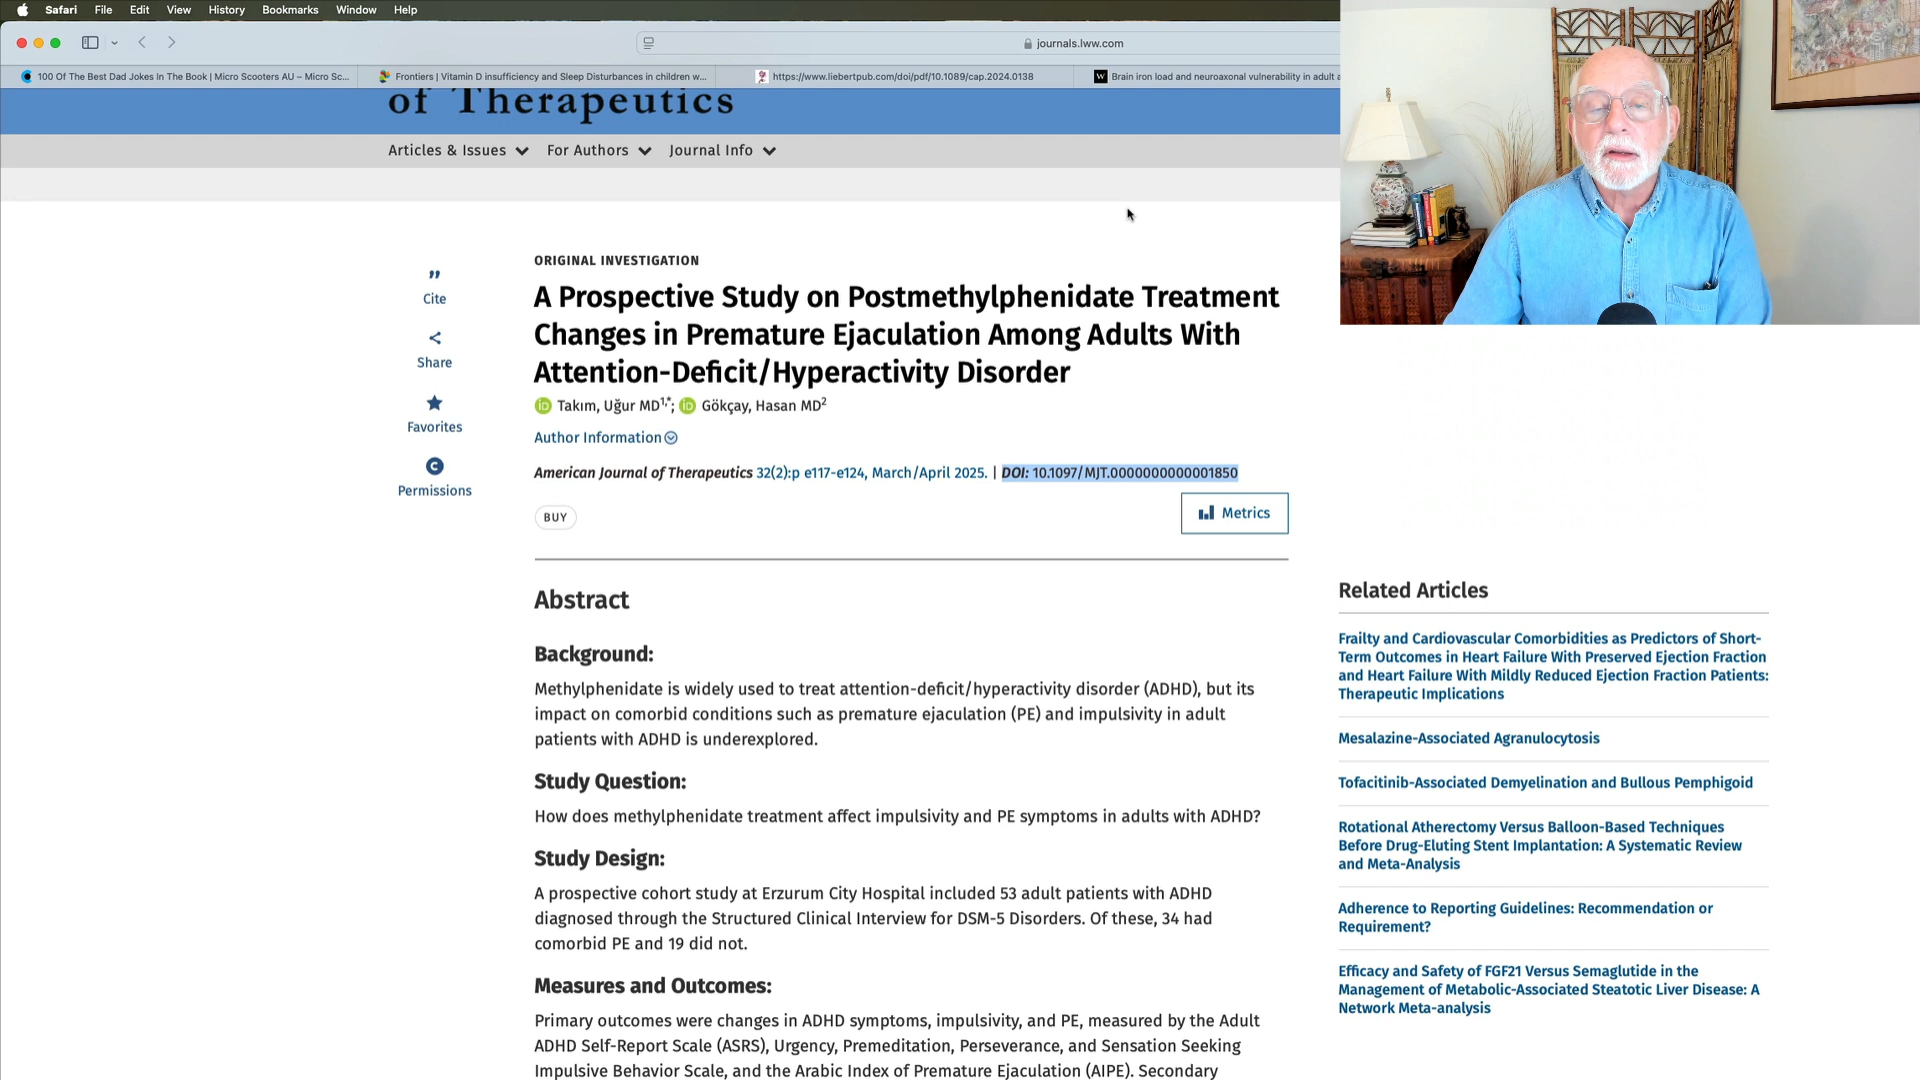 Safari File Edit View History Bookmarks Window Help
journals.lww.com
100 Of The Best Dad Jokes In The Book | Micro Scooters AU – Micro Sc...
Frontiers | Vitamin D insufficiency and Sleep Disturbances in children w...
https://www.liebertpub.com/doi/pdf/10.1089/cap.2024.0138
W Brain iron load and neuroaxonal vulnerability in adult a
of Therapeutics
Articles & Issues For Authors Journal Info
ORIGINAL INVESTIGATION
A Prospective Study on Postmethylphenidate Treatment
Changes in Premature Ejaculation Among Adults With
Attention-Deficit/Hyperactivity Disorder
iD Takım, Uğur MD1,*; iD Gökçay, Hasan MD2
Author Information
American Journal of Therapeutics 32(2):p e117-e124, March/April 2025. | DOI: 10.1097/MJT.0000000000001850
BUY
Metrics
Cite
Share
Favorites
C
Permissions
Abstract
Background:
Methylphenidate is widely used to treat attention-deficit/hyperactivity disorder (ADHD), but its
impact on comorbid conditions such as premature ejaculation (PE) and impulsivity in adult
patients with ADHD is underexplored.
Study Question:
How does methylphenidate treatment affect impulsivity and PE symptoms in adults with ADHD?
Study Design:
A prospective cohort study at Erzurum City Hospital included 53 adult patients with ADHD
diagnosed through the Structured Clinical Interview for DSM-5 Disorders. Of these, 34 had
comorbid PE and 19 did not.
Measures and Outcomes:
Primary outcomes were changes in ADHD symptoms, impulsivity, and PE, measured by the Adult
ADHD Self-Report Scale (ASRS), Urgency, Premeditation, Perseverance, and Sensation Seeking
Impulsive Behavior Scale, and the Arabic Index of Premature Ejaculation (AIPE). Secondary
Related Articles
Frailty and Cardiovascular Comorbidities as Predictors of Short-
Term Outcomes in Heart Failure With Preserved Ejection Fraction
and Heart Failure With Mildly Reduced Ejection Fraction Patients:
Therapeutic Implications
Mesalazine-Associated Agranulocytosis
Tofacitinib-Associated Demyelination and Bullous Pemphigoid
Rotational Atherectomy Versus Balloon-Based Techniques
Before Drug-Eluting Stent Implantation: A Systematic Review
and Meta-Analysis
Adherence to Reporting Guidelines: Recommendation or
Requirement?
Efficacy and Safety of FGF21 Versus Semaglutide in the
Management of Metabolic-Associated Steatotic Liver Disease: A
Network Meta-analysis